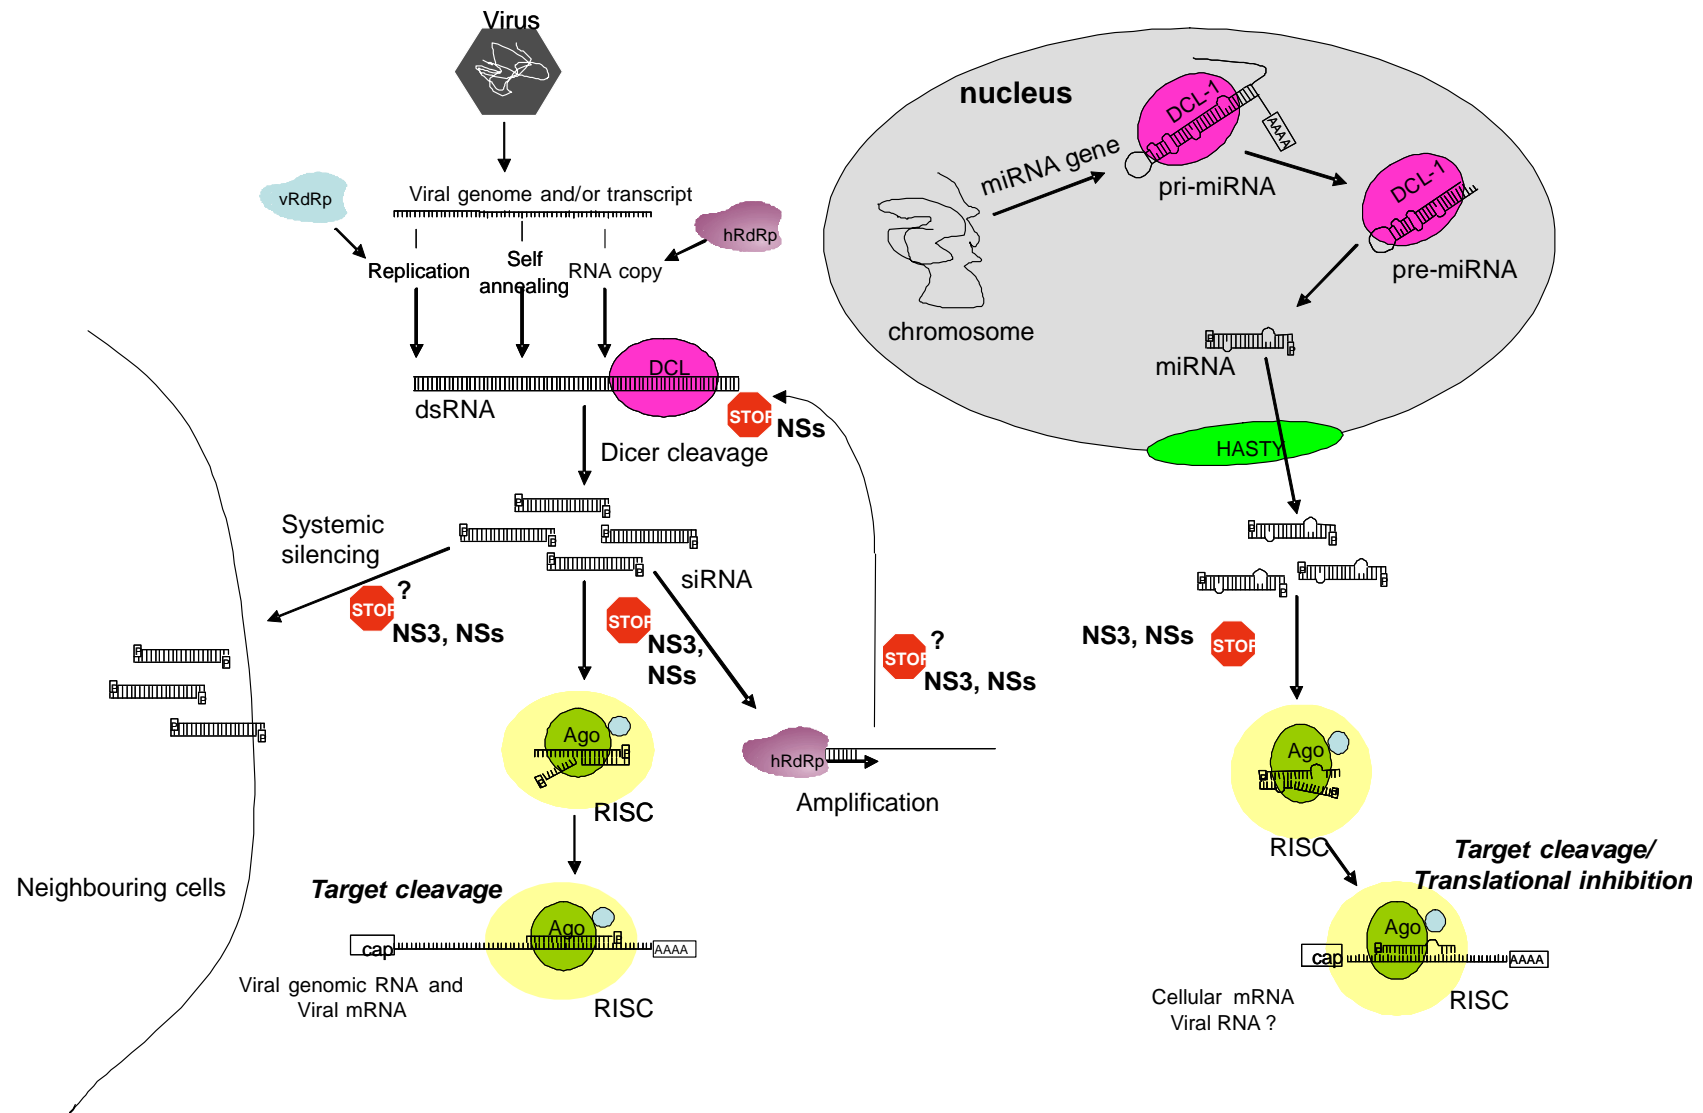 Virus
vRdRp
Viral genome and/or transcript
hRdRp
Replication
Self
annealing
RNA copy
DCL
dsRNA
STOP
NSs
Dicer cleavage
Systemic
silencing
siRNA
STOP
?
NS3, NSs
STOP
NS3,
NSs
STOP
?
NS3, NSs
Ago
RISC
hRdRp
Amplification
Neighbouring cells
Target cleavage
Ago
cap
AAAA
Viral genomic RNA and
Viral mRNA
RISC
nucleus
DCL-1
AAAA
miRNA gene
pri-miRNA
DCL-1
pre-miRNA
chromosome
miRNA
HASTY
NS3, NSs
STOP
Ago
RISC
Target cleavage/
Translational inhibition
Ago
cap
AAAA
Cellular mRNA
Viral RNA ?
RISC